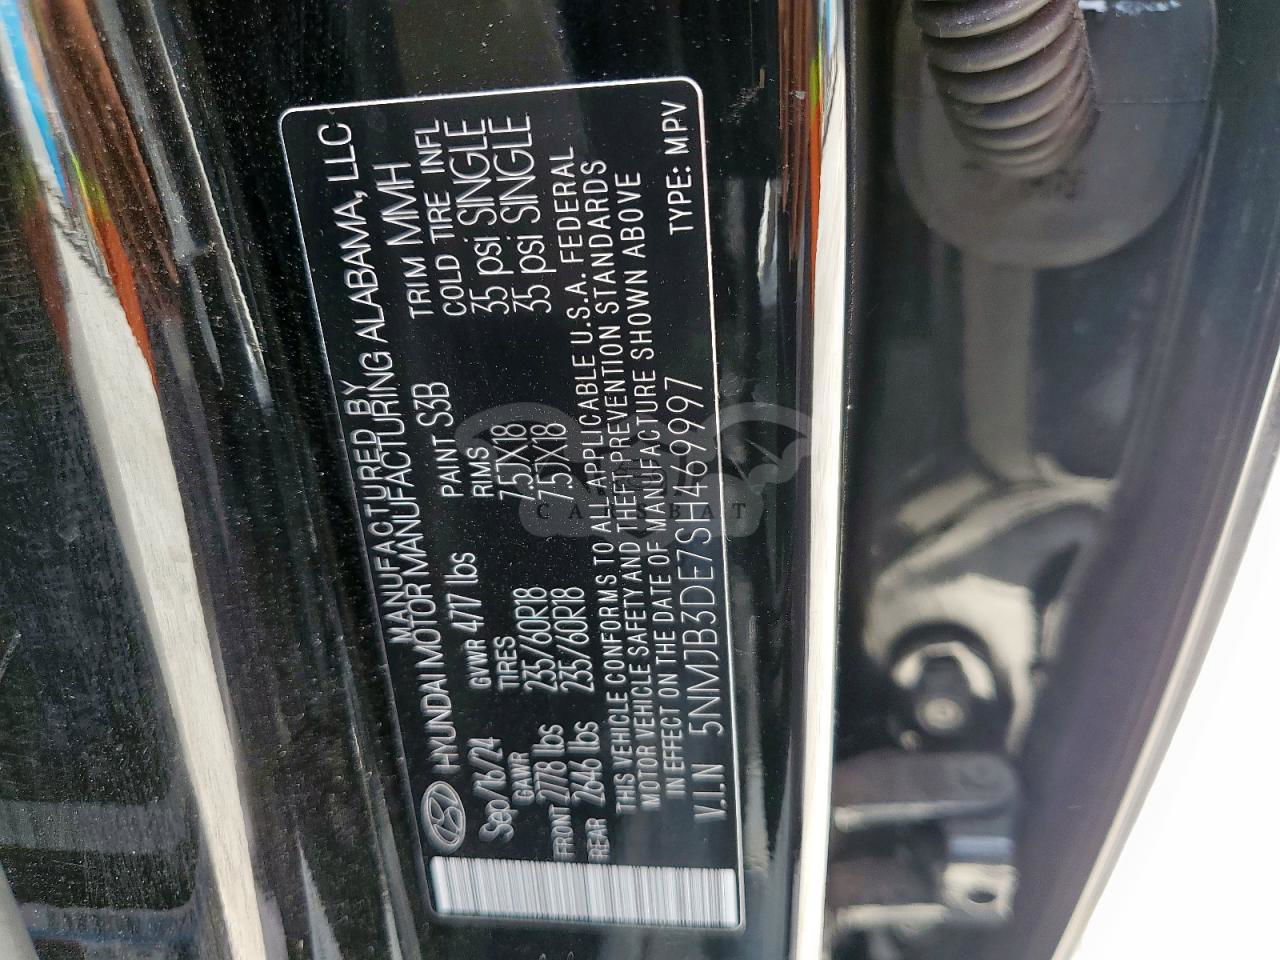 MANUFACTURED BY
HYUNDAI MOTOR MANUFACTURING ALABAMA, LLC
Sep/16/24 GVWR 4717 lbs PAINT S3B TRIM MMH
GAWR TIRES RIMS COLD TIRE INFL
FRONT 2778 lbs 235/60R18 7.5JX18 35 psi SINGLE
REAR 2646 lbs 235/60R18 7.5JX18 35 psi SINGLE
THIS VEHICLE CONFORMS TO ALL APPLICABLE U.S.A. FEDERAL
MOTOR VEHICLE SAFETY AND THEFT PREVENTION STANDARDS
IN EFFECT ON THE DATE OF MANUFACTURE SHOWN ABOVE
V.I.N 5NMJB3DE7SH469997 TYPE: MPV
CARSBAT